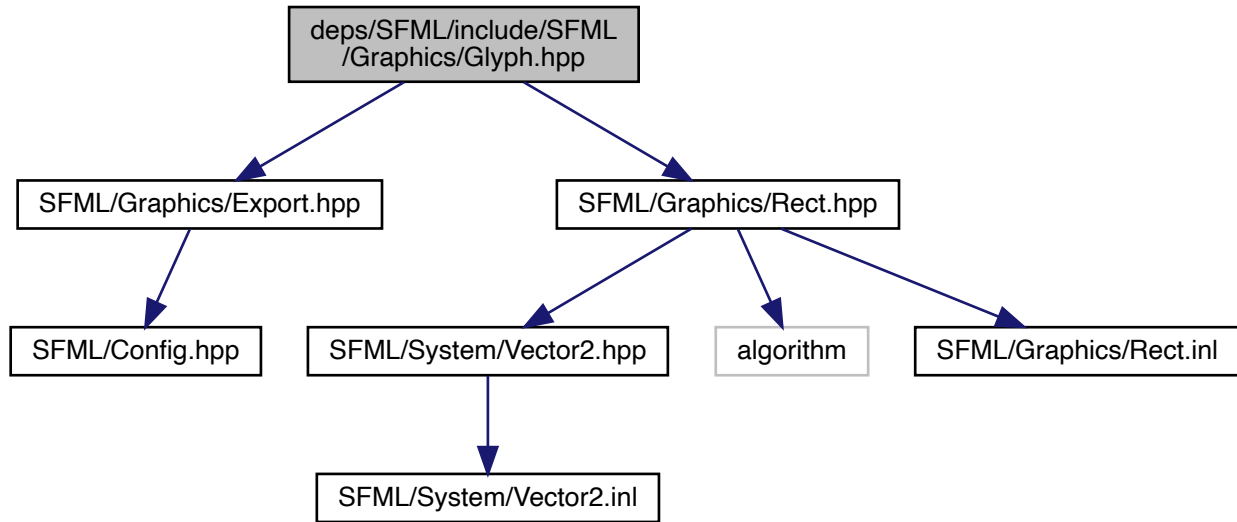 deps/SFML/include/SFML
/Graphics/Glyph.hpp
SFML/Graphics/Export.hpp
SFML/Graphics/Rect.hpp
SFML/Config.hpp
SFML/System/Vector2.hpp
algorithm
SFML/Graphics/Rect.inl
SFML/System/Vector2.inl